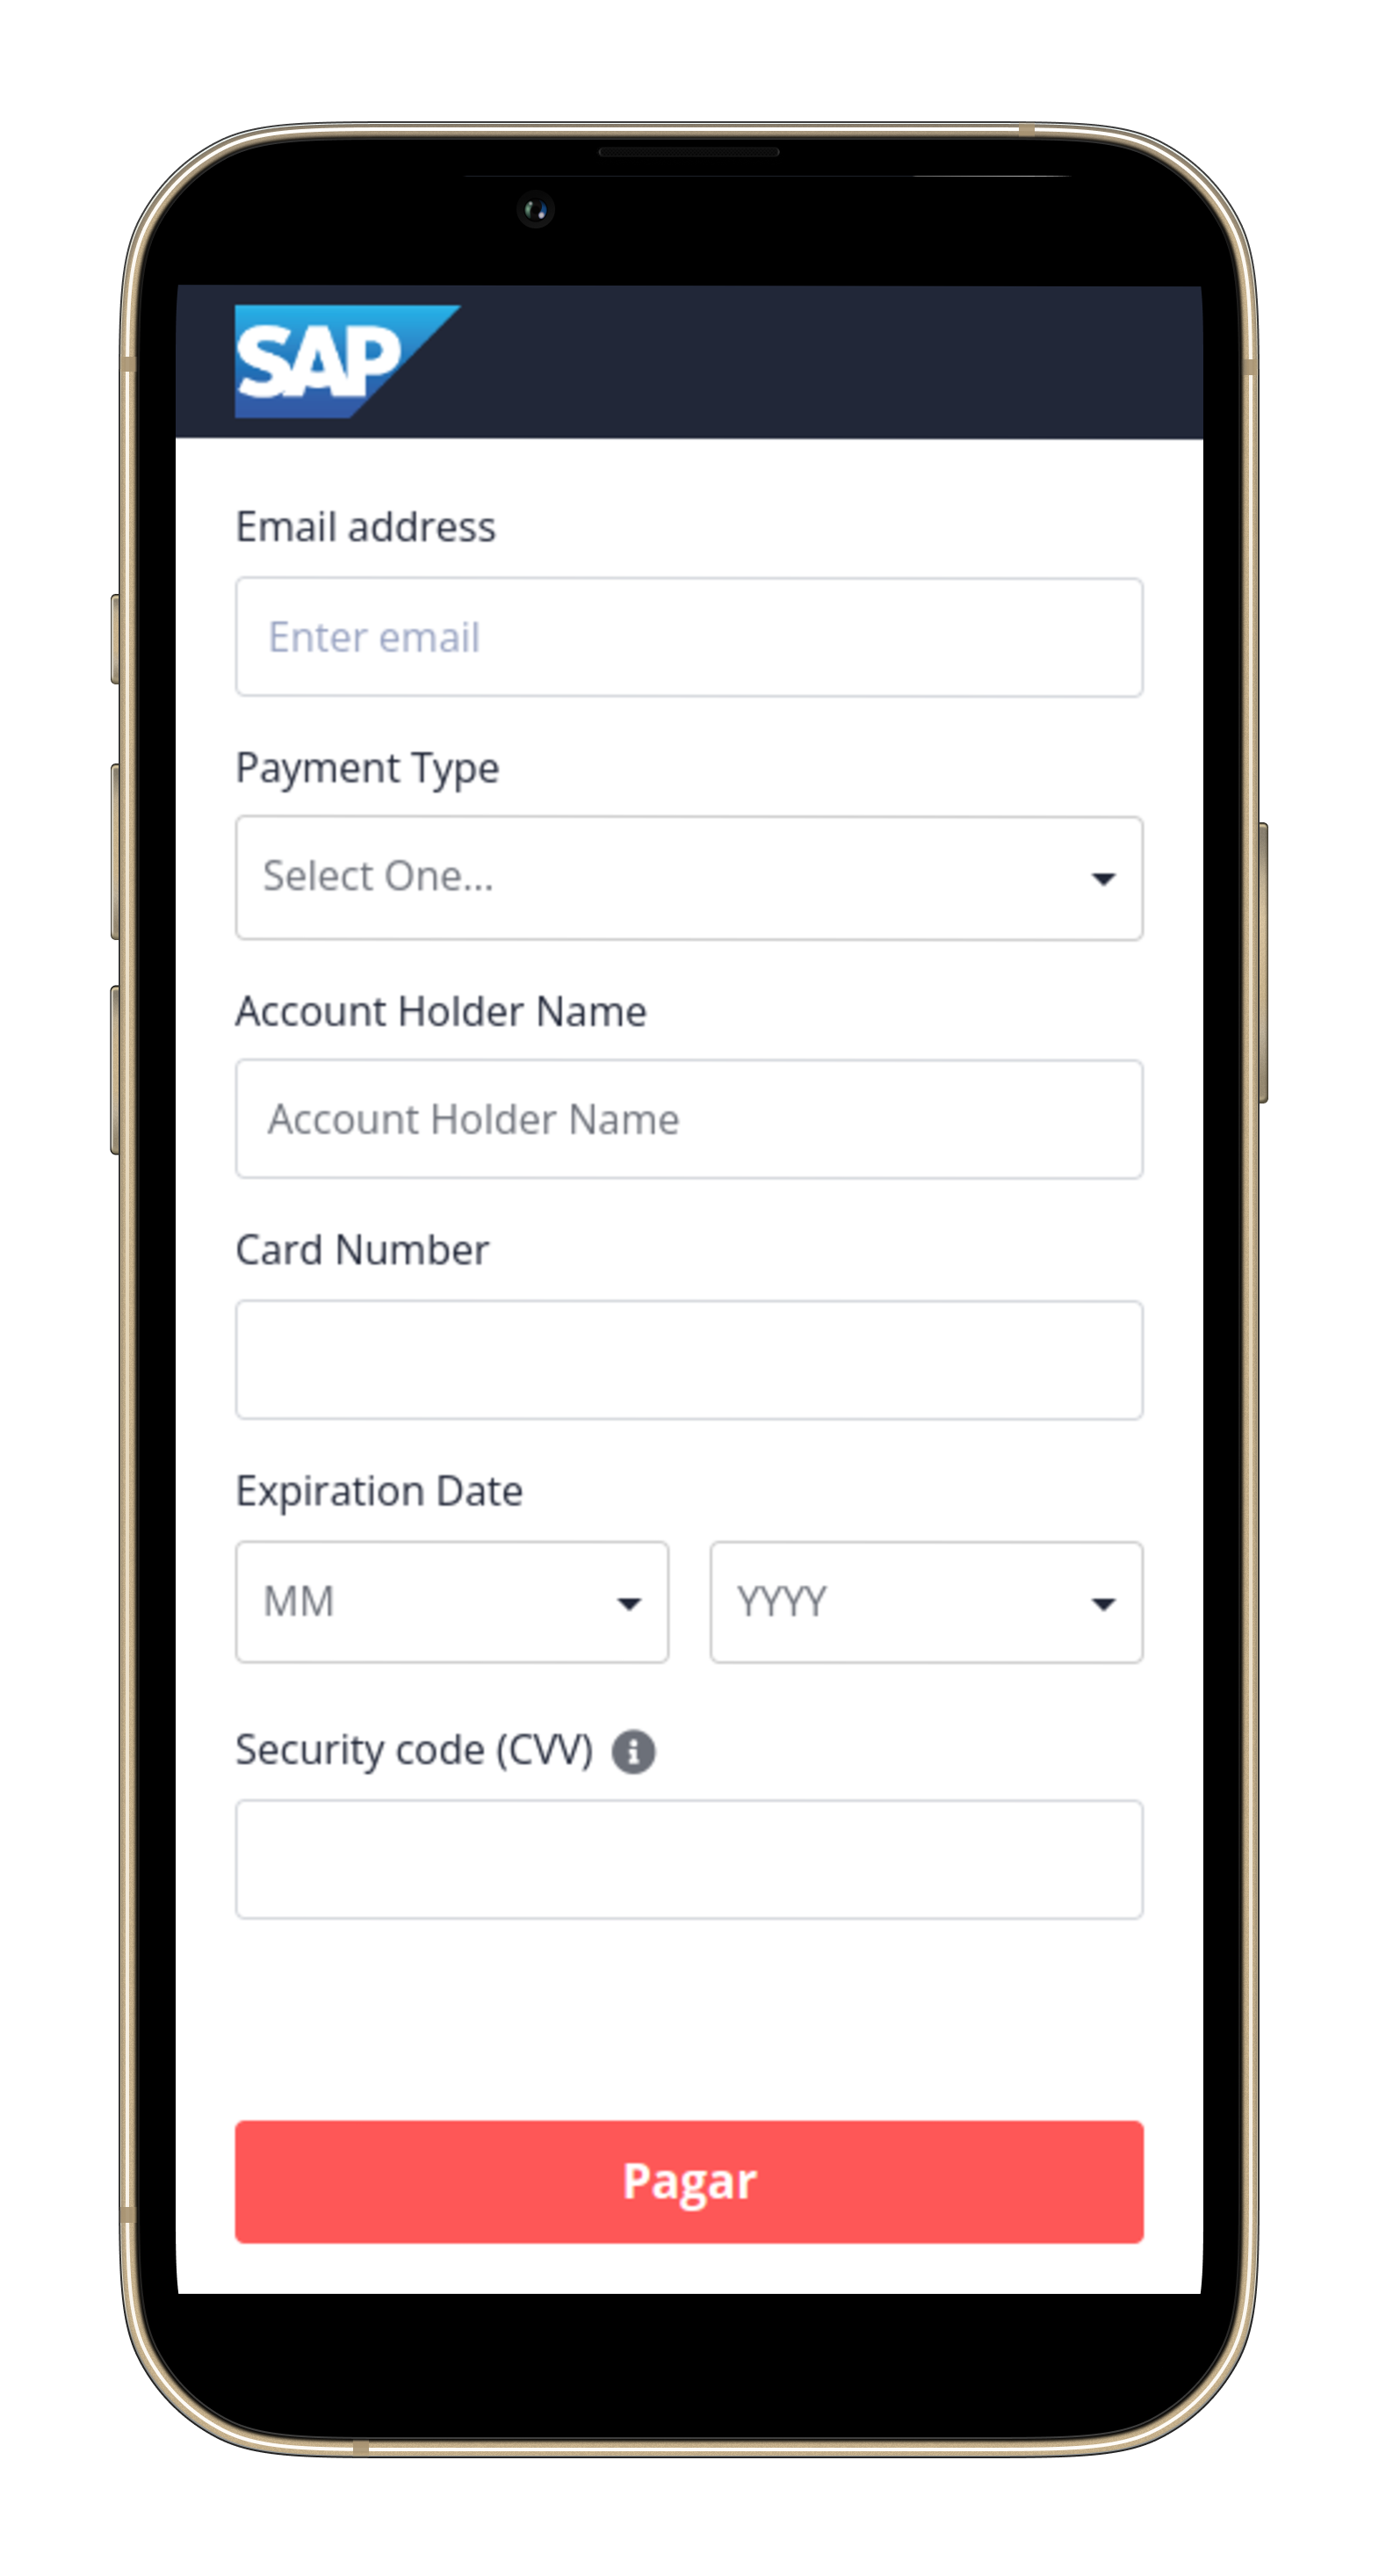 SAP
Email address
Enter email
Payment Type
Select One...
Account Holder Name
Account Holder Name
Card Number
Expiration Date
MM YYYY
Security code (CVV)
Pagar